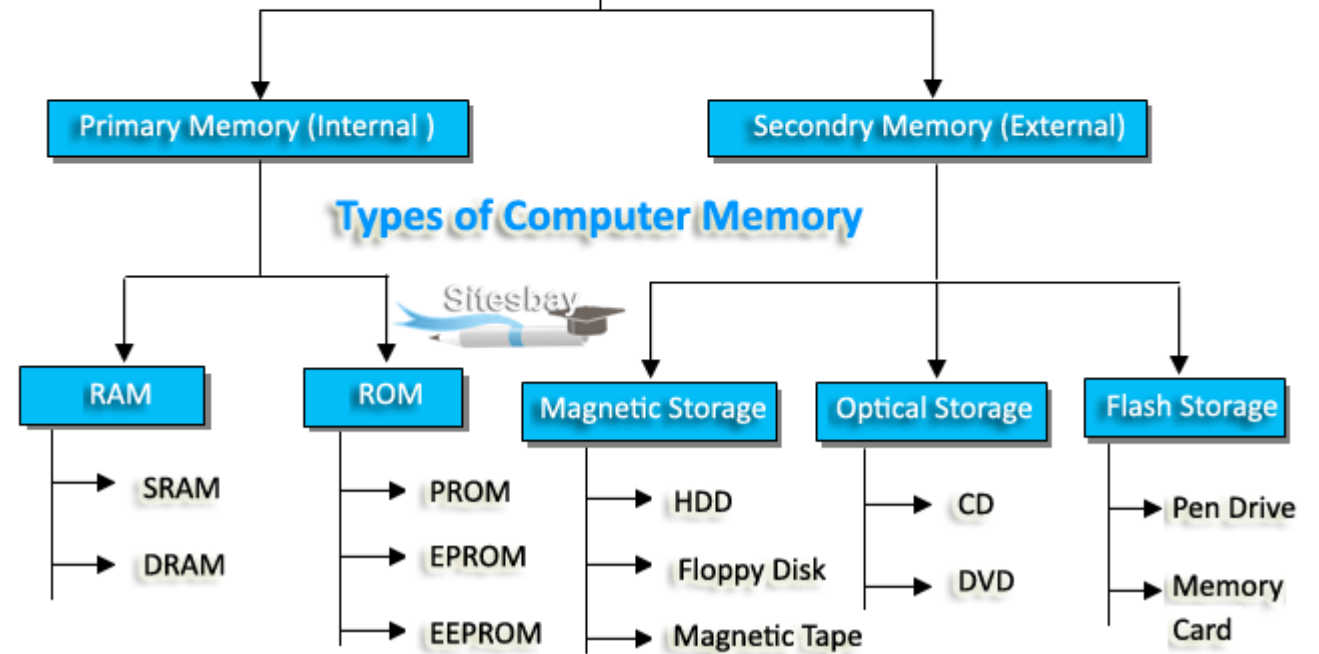 Primary Memory (Internal )
Secondry Memory (External)
Types of Computer Memory
Sitesbay
RAM
ROM
Magnetic Storage
Optical Storage
Flash Storage
SRAM
DRAM
PROM
EPROM
EEPROM
HDD
Floppy Disk
Magnetic Tape
CD
DVD
Pen Drive
Memory
Card